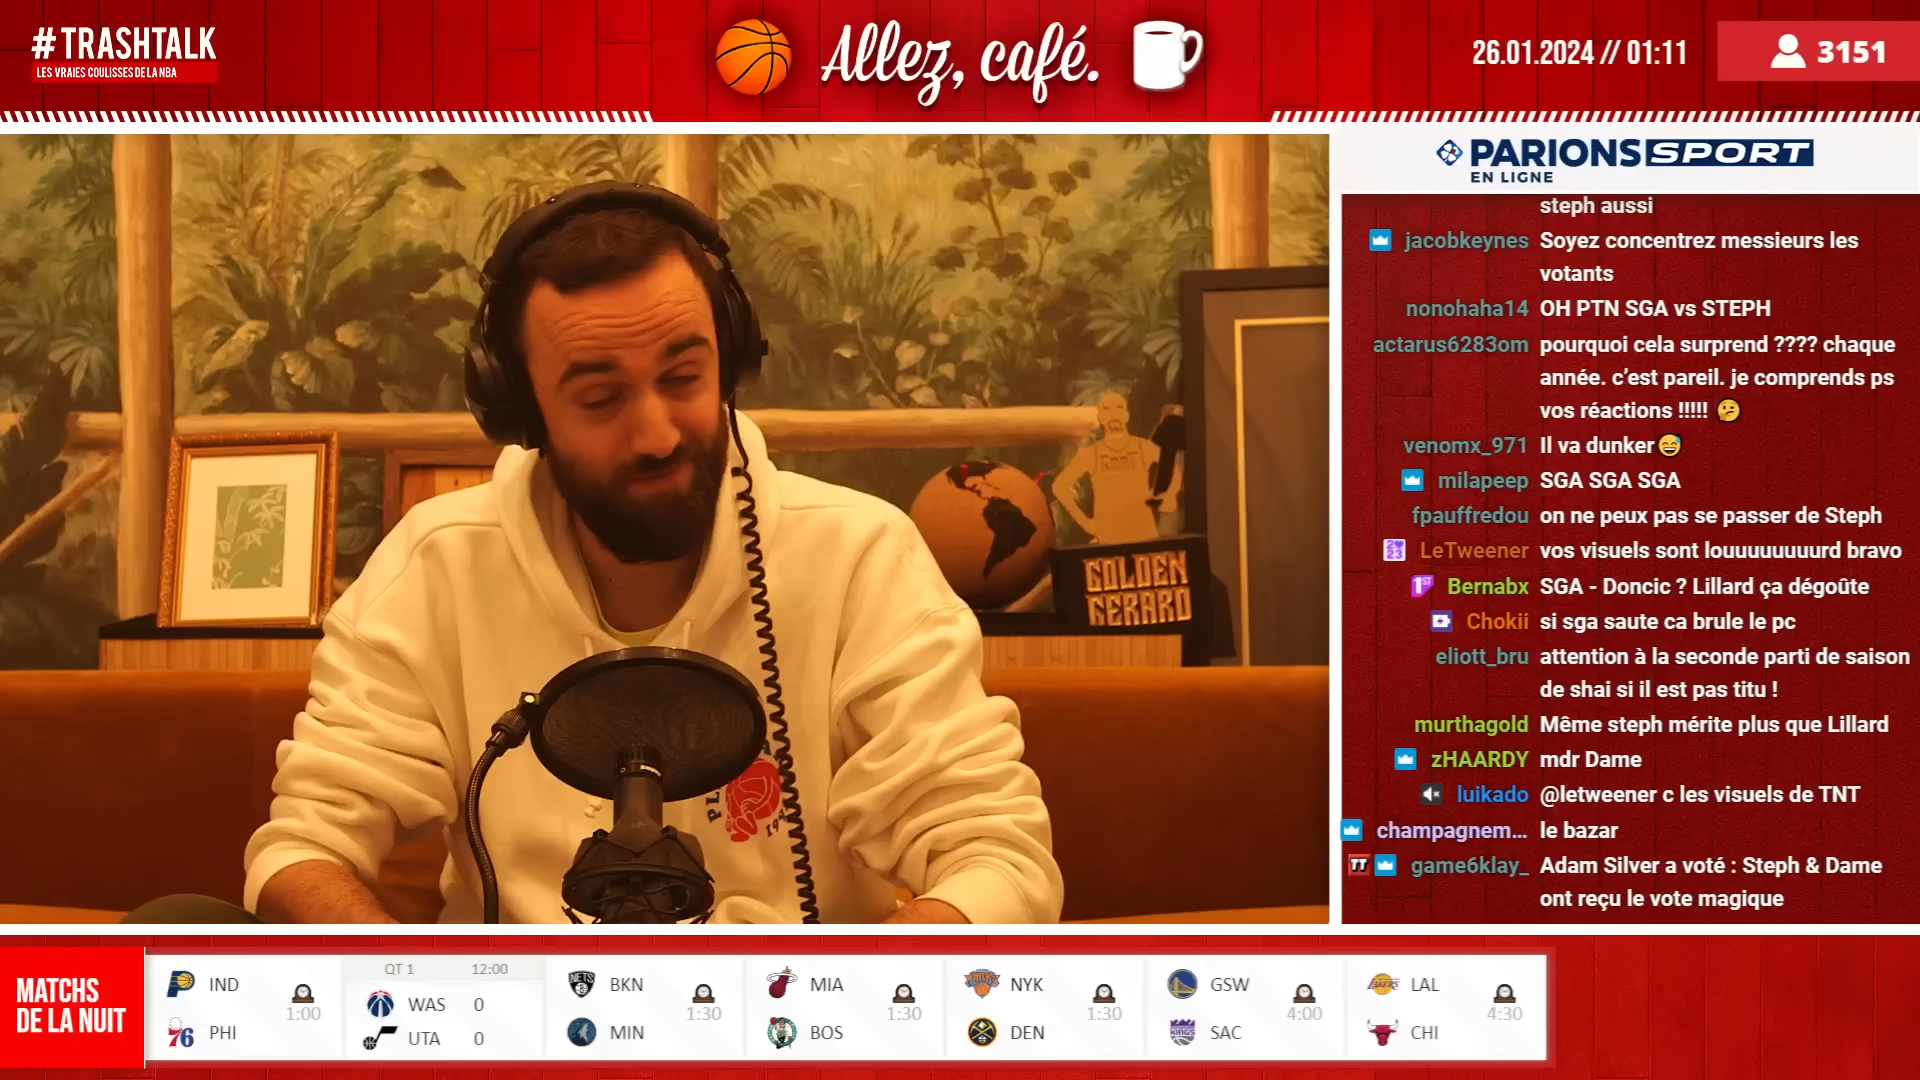 #TRASHTALK
LES VRAIES COULISSES DE LA NBA
Allez, café.
26.01.2024 // 01:11
3151
PARIONS SPORT
EN LIGNE
steph aussi
jacobkeynes Soyez concentrez messieurs les
votants
nonohaha14 OH PTN SGA vs STEPH
actarus6283om pourquoi cela surprend ???? chaque
année. c'est pareil. je comprends ps
vos réactions !!!!! 🤔
venomx_971 Il va dunker😅
milapeep SGA SGA SGA
fpauffredou on ne peux pas se passer de Steph
LeTweener vos visuels sont louuuuuuuurd bravo
1ST Bernabx SGA - Doncic ? Lillard ça dégoûte
Chokii si sga saute ca brule le pc
eliott_bru attention à la seconde parti de saison
de shai si il est pas titu !
murthagold Même steph mérite plus que Lillard
zHAARDY mdr Dame
luikado @letweener c les visuels de TNT
champagnem... le bazar
TT game6klay_ Adam Silver a voté : Steph & Dame
ont reçu le vote magique
GOLDEN
GERARD
MATCHS
DE LA NUIT
IND
PHI
1:00
QT 1 12:00
WAS 0
UTA 0
BKN
MIN
1:30
MIA
BOS
1:30
NYK
DEN
1:30
GSW
SAC
4:00
LAL
CHI
4:30